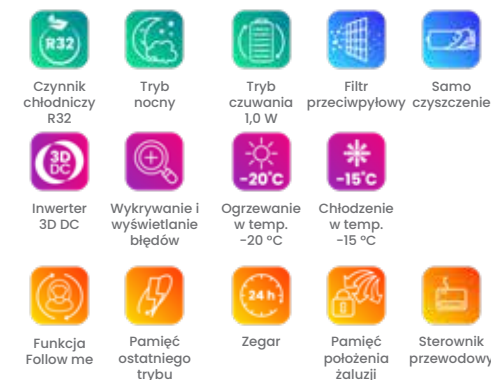 R32
Czynnik
chłodniczy
R32
Tryb
nocny
Tryb
czuwania
1,0 W
Filtr
przeciwpyłowy
Samo
czyszczenie
3D
DC
-20°C
-15°C
Inwerter
3D DC
Wykrywanie i
wyświetlanie
błędów
Ogrzewanie
w temp.
-20 °C
Chłodzenie
w temp.
-15 °C
24 h
Funkcja
Follow me
Pamięć
ostatniego
trybu
Zegar
Pamięć
położenia
żaluzji
Sterownik
przewodowy